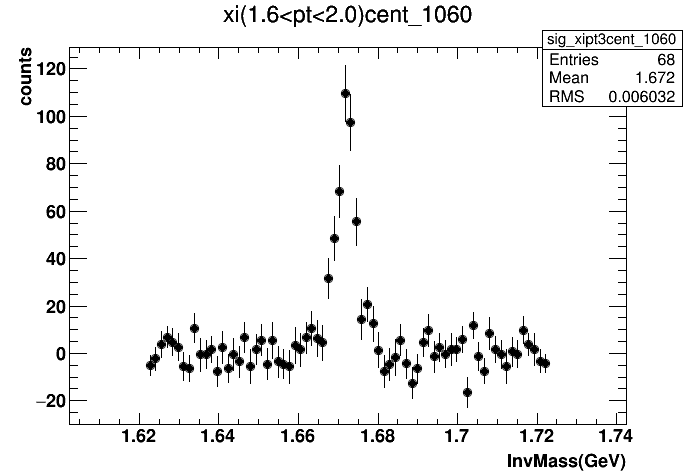 xi(1.6<pt<2.0)cent_1060
sig_xipt3cent_1060
Entries 68
Mean 1.672
RMS 0.006032
counts
120
100
80
60
40
20
0
−20
1.62 1.64 1.66 1.68 1.7 1.72 1.74
InvMass(GeV)